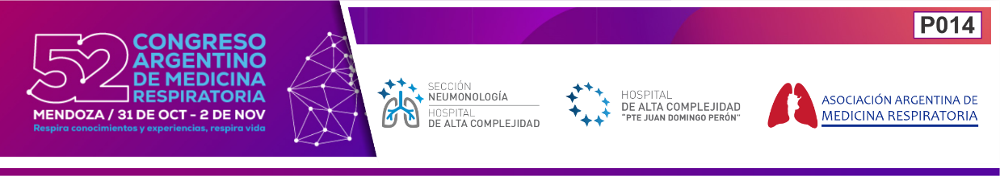 52
CONGRESO
ARGENTINO
DE MEDICINA
RESPIRATORIA
MENDOZA / 31 DE OCT - 2 DE NOV
Respira conocimientos y experiencias, respira vida
P014
SECCIÓN
NEUMONOLOGÍA
HOSPITAL
DE ALTA COMPLEJIDAD
HOSPITAL
DE ALTA COMPLEJIDAD
"PTE JUAN DOMINGO PERÓN"
ASOCIACIÓN ARGENTINA DE
MEDICINA RESPIRATORIA